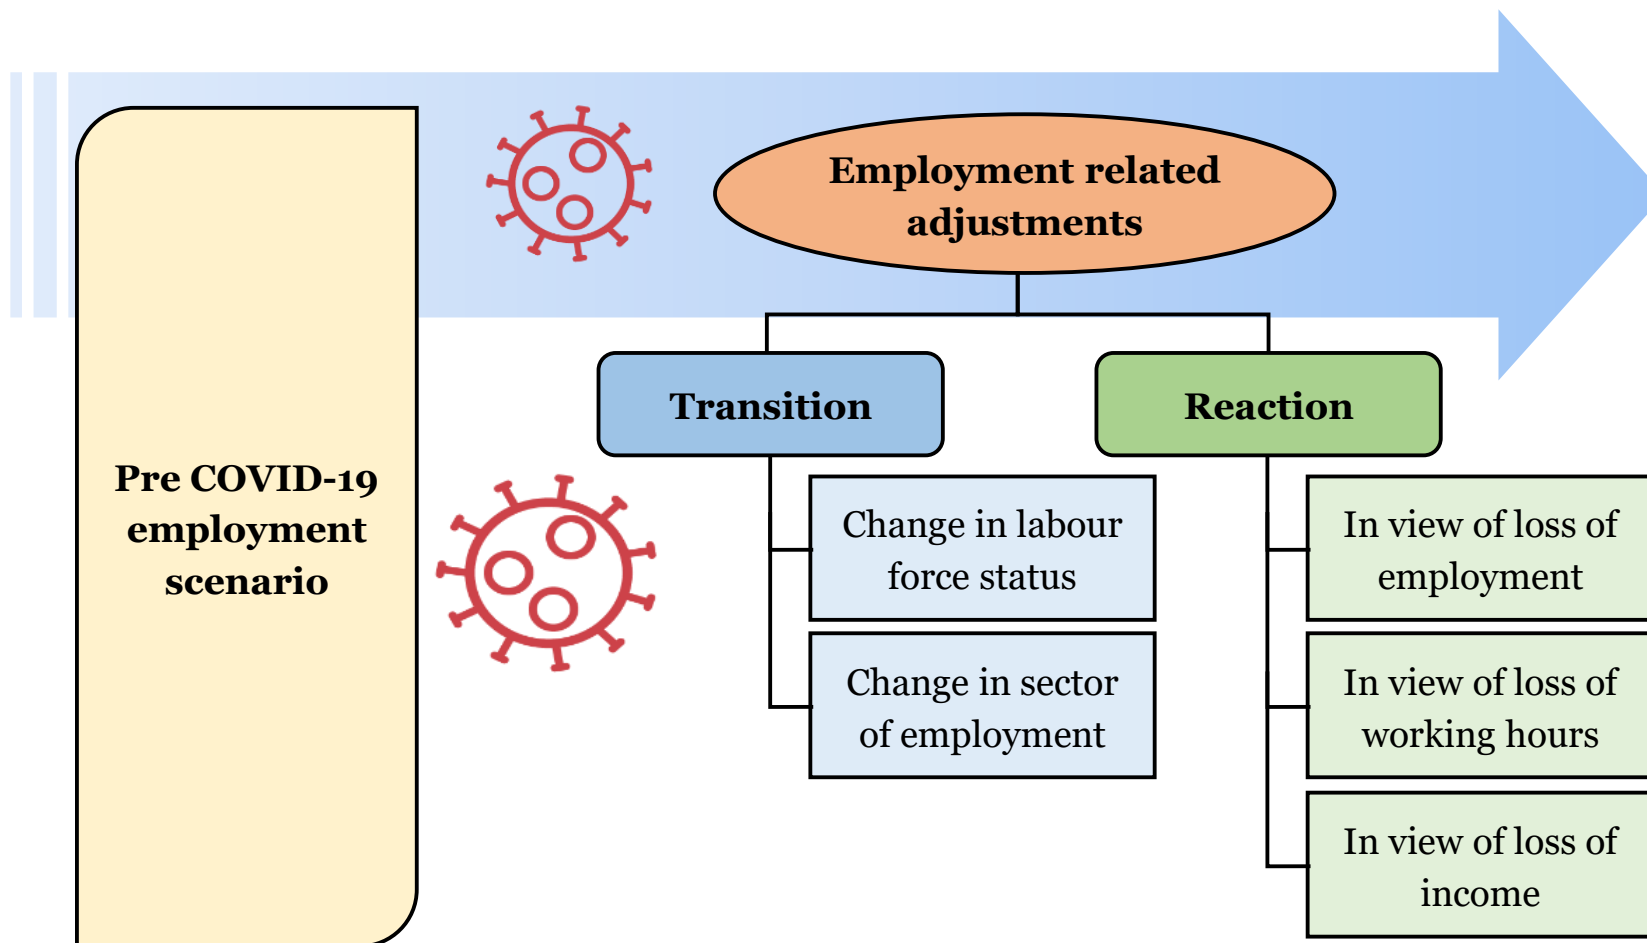 Pre COVID-19
employment
scenario
Employment related
adjustments
Transition
Change in labour
force status
Change in sector
of employment
Reaction
In view of loss of
employment
In view of loss of
working hours
In view of loss of
income